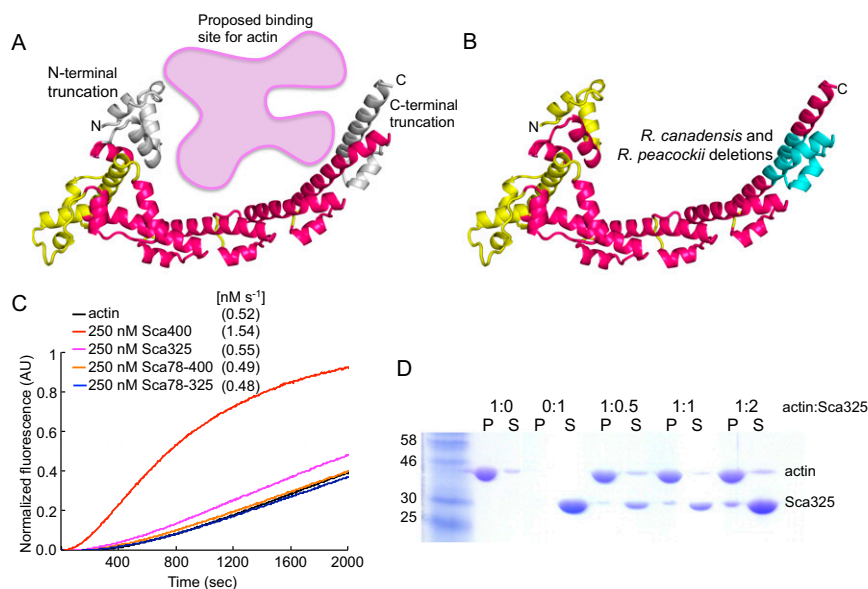 A
Proposed binding
site for actin
N-terminal
truncation
N
C
C-terminal
truncation
B
N
C
R. canadensis and
R. peacockii deletions
C
[nM s⁻¹]
actin (0.52)
250 nM Sca400 (1.54)
250 nM Sca325 (0.55)
250 nM Sca78-400 (0.49)
250 nM Sca78-325 (0.48)
Normalized fluorescence (AU)
1
0.8
0.6
0.4
0.2
0.0
400 800 1200 1600 2000
Time (sec)
D
1:0 0:1 1:0.5 1:1 1:2 actin:Sca325
P S P S P S P S P S
58
46
30
25
actin
Sca325